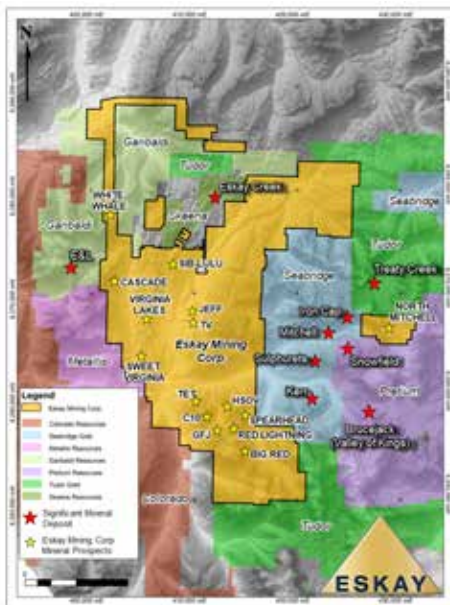 Garibaldi
Tudor
Eskay Creek
Seabridge
WHITE
WHALE
Skeena
Garibaldi
Tudor
E&L
SIB LULU
Seabridge
Treaty Creek
CASCADE
VIRGINIA
LAKES
JEFF
Iron Cap
NORTH
MITCHELL
TV
Mitchell
Eskay Mining
Corp
Snowfield
Metallis
Sulphurets
SWEET
VIRGINIA
Pretium
Kerr
TET
HSOV
SPEARHEAD
C10
Brucejack
(Valley of Kings)
GFJ
RED LIGHTNING
BIG RED
Colorado
Tudor
Legend
Eskay Mining Corp
Colorado Resources
Seabridge Gold
Metallis Resources
Garibaldi Resources
Pretium Resources
Tudor Gold
Skeena Resources
Significant Mineral
Deposit
Eskay Mining Corp
Mineral Prospects
ESKAY